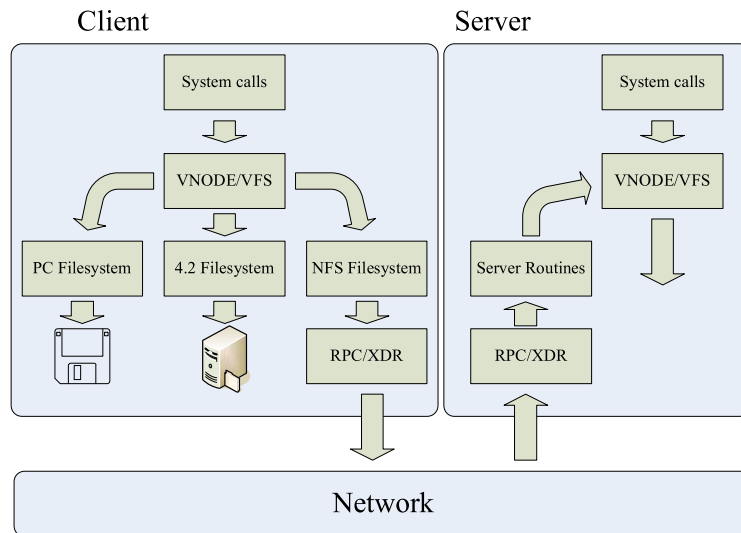 Client
Server
System calls
System calls
VNODE/VFS
VNODE/VFS
PC Filesystem
4.2 Filesystem
NFS Filesystem
Server Routines
RPC/XDR
RPC/XDR
Network